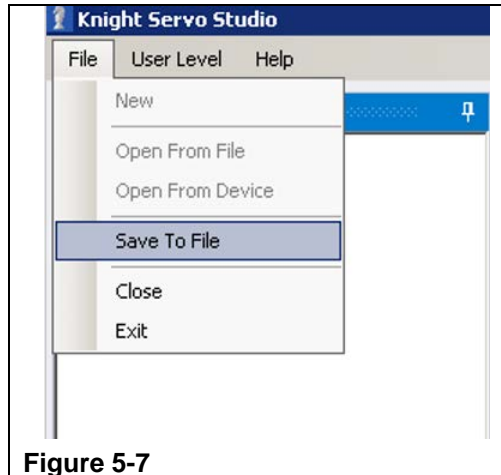 Knight Servo Studio
File User Level Help
New
Open From File
Open From Device
Save To File
Close
Exit
Figure 5-7